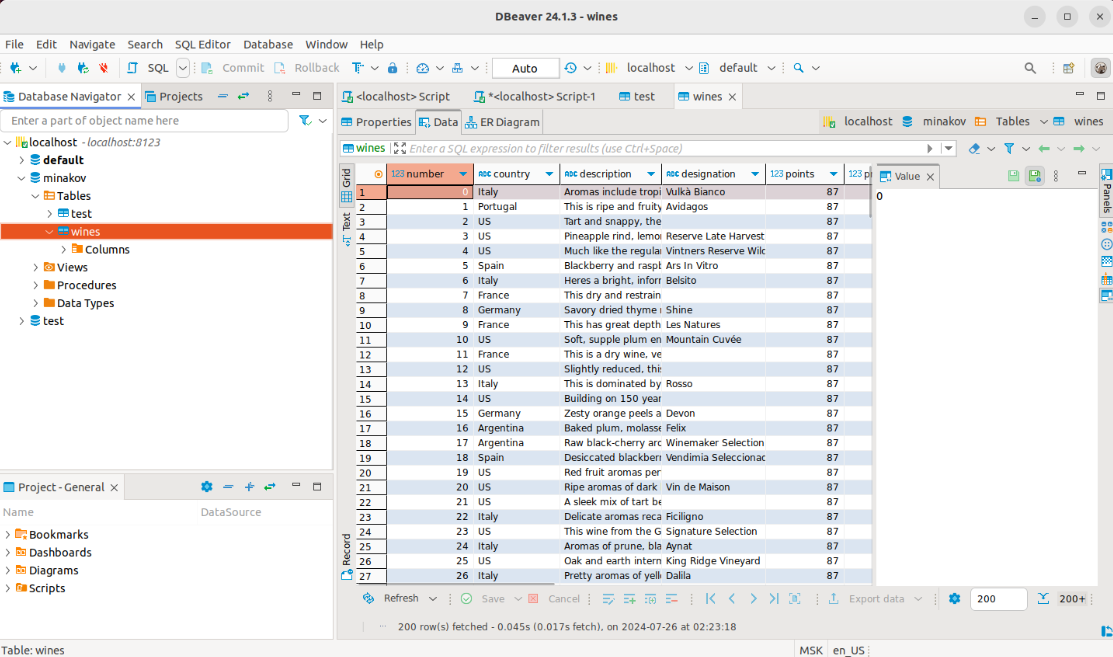 DBeaver 24.1.3 - wines
File Edit Navigate Search SQL Editor Database Window Help
SQL Commit Rollback Auto localhost default
Database Navigator Projects
Enter a part of object name here
localhost - localhost:8123
default
minakov
Tables
test
wines
Columns
Views
Procedures
Data Types
test
Project - General
Name DataSource
Bookmarks
Dashboards
Diagrams
Scripts
<localhost> Script *<localhost> Script-1 test wines
Properties Data ER Diagram localhost minakov Tables wines
wines Enter a SQL expression to filter results (use Ctrl+Space)
Grid
Text
Record
123 number ABC country ABC description ABC designation 123 points 123
1 0 Italy Aromas include tropi Vulkà Bianco 87
2 1 Portugal This is ripe and fruity Avidagos 87
3 2 US Tart and snappy, the 87
4 3 US Pineapple rind, lemo Reserve Late Harvest 87
5 4 US Much like the regula Vintners Reserve Wild 87
6 5 Spain Blackberry and raspb Ars In Vitro 87
7 6 Italy Heres a bright, infor Belsito 87
8 7 France This dry and restrain 87
9 8 Germany Savory dried thyme Shine 87
10 9 France This has great depth Les Natures 87
11 10 US Soft, supple plum en Mountain Cuvée 87
12 11 France This is a dry wine, ve 87
13 12 US Slightly reduced, this 87
14 13 Italy This is dominated by Rosso 87
15 14 US Building on 150 year 87
16 15 Germany Zesty orange peels a Devon 87
17 16 Argentina Baked plum, molasse Felix 87
18 17 Argentina Raw black-cherry aro Winemaker Selection 87
19 18 Spain Desiccated blackberr Vendimia Seleccionad 87
20 19 US Red fruit aromas per 87
21 20 US Ripe aromas of dark Vin de Maison 87
22 21 US A sleek mix of tart be 87
23 22 Italy Delicate aromas reca Ficiligno 87
24 23 US This wine from the G Signature Selection 87
25 24 Italy Aromas of prune, bla Aynat 87
26 25 US Oak and earth interm King Ridge Vineyard 87
27 26 Italy Pretty aromas of yell Dalila 87
Value
0
Panels
Refresh Save Cancel Export data 200 200+
200 row(s) fetched - 0.045s (0.017s fetch), on 2024-07-26 at 02:23:18
Table: wines MSK en_US